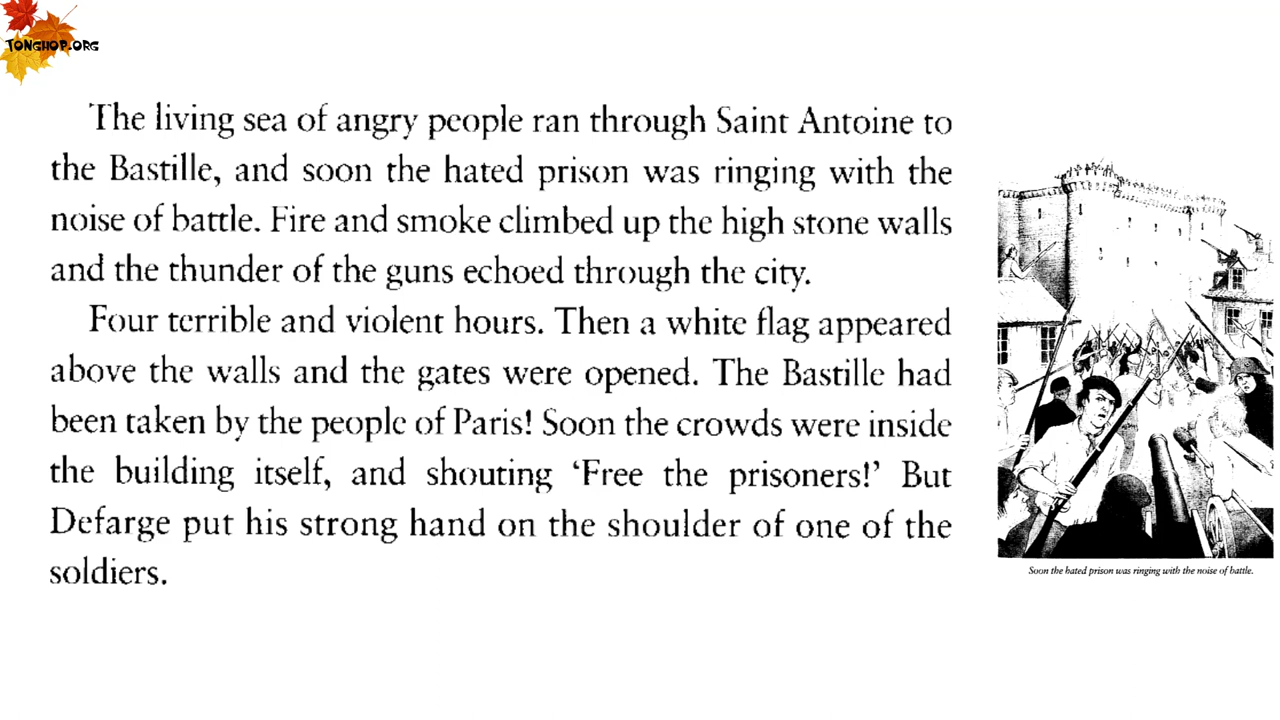 TONGHOP.ORG
The living sea of angry people ran through Saint Antoine to
the Bastille, and soon the hated prison was ringing with the
noise of battle. Fire and smoke climbed up the high stone walls
and the thunder of the guns echoed through the city.
Four terrible and violent hours. Then a white flag appeared
above the walls and the gates were opened. The Bastille had
been taken by the people of Paris! Soon the crowds were inside
the building itself, and shouting ‘Free the prisoners!’ But
Defarge put his strong hand on the shoulder of one of the
soldiers.
Soon the hated prison was ringing with the noise of battle.